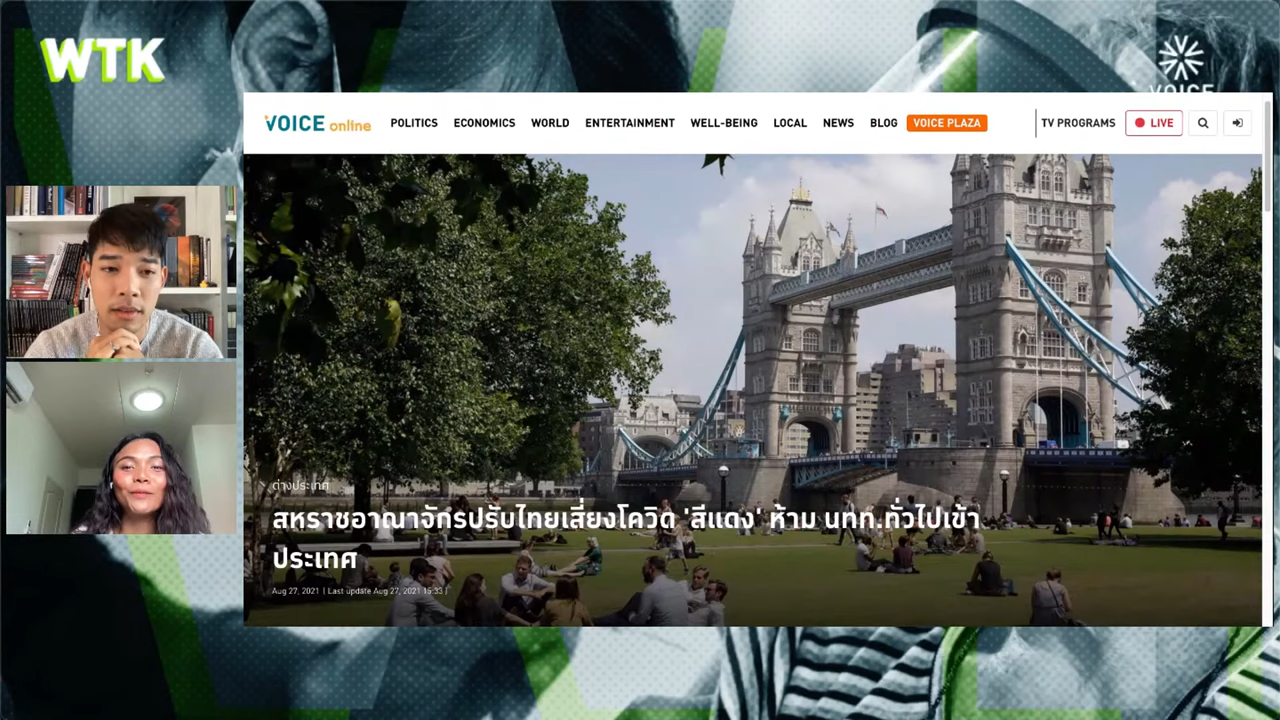 WTK
VOICE
VOICE online POLITICS ECONOMICS WORLD ENTERTAINMENT WELL-BEING LOCAL NEWS BLOG VOICE PLAZA TV PROGRAMS LIVE
ต่างประเทศ
สหราชอาณาจักรปรับไทยเสี่ยงโควิด 'สีแดง' ห้าม นทท.ทั่วไปเข้า
ประเทศ
Aug 27, 2021 | Last update Aug 27, 2021 15:33 |